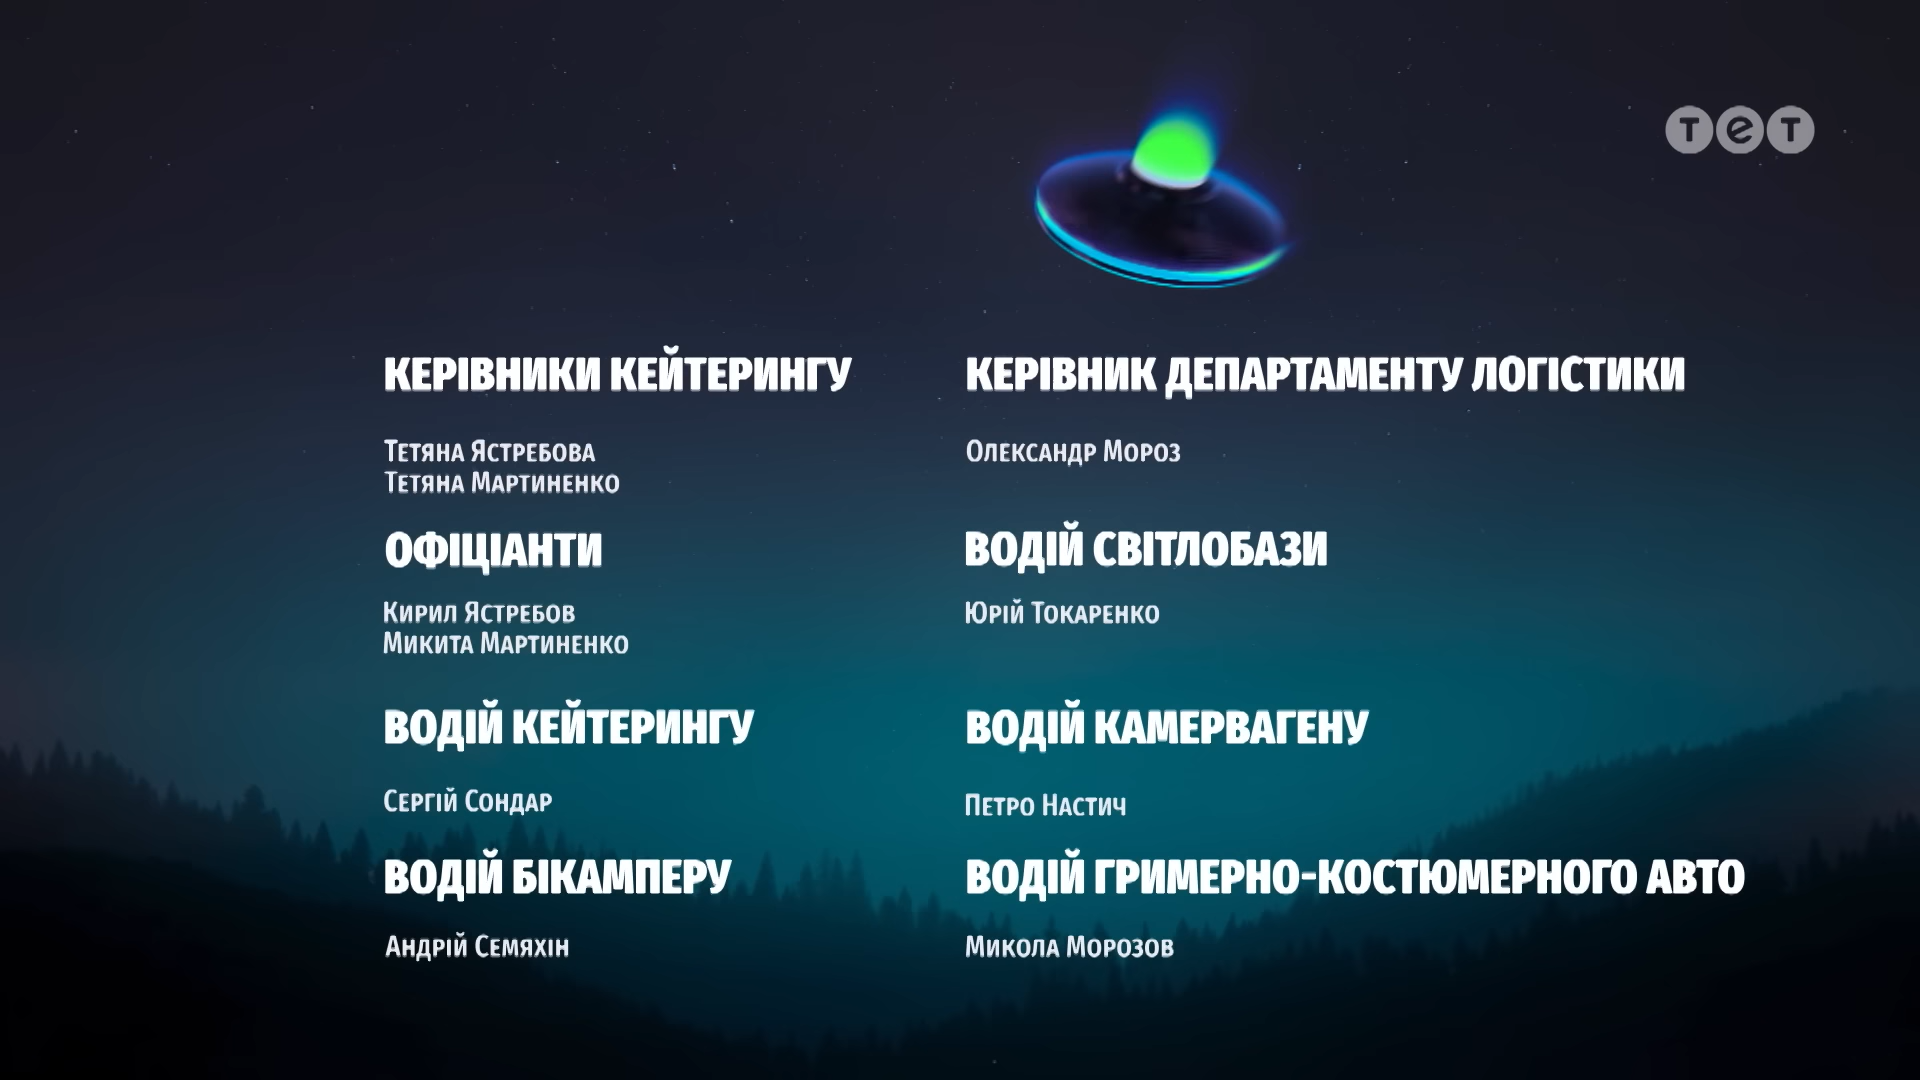 тет
КЕРІВНИКИ КЕЙТЕРИНГУ
Тетяна Ястребова
Тетяна Мартиненко
ОФІЦІАНТИ
Кирил Ястребов
Микита Мартиненко
ВОДІЙ КЕЙТЕРИНГУ
Сергій Сондар
ВОДІЙ БІКАМПЕРУ
Андрій Семяхін
КЕРІВНИК ДЕПАРТАМЕНТУ ЛОГІСТИКИ
Олександр Мороз
ВОДІЙ СВІТЛОБАЗИ
Юрій Токаренко
ВОДІЙ КАМЕРВАГЕНУ
Петро Настич
ВОДІЙ ГРИМЕРНО-КОСТЮМЕРНОГО АВТО
Микола Морозов